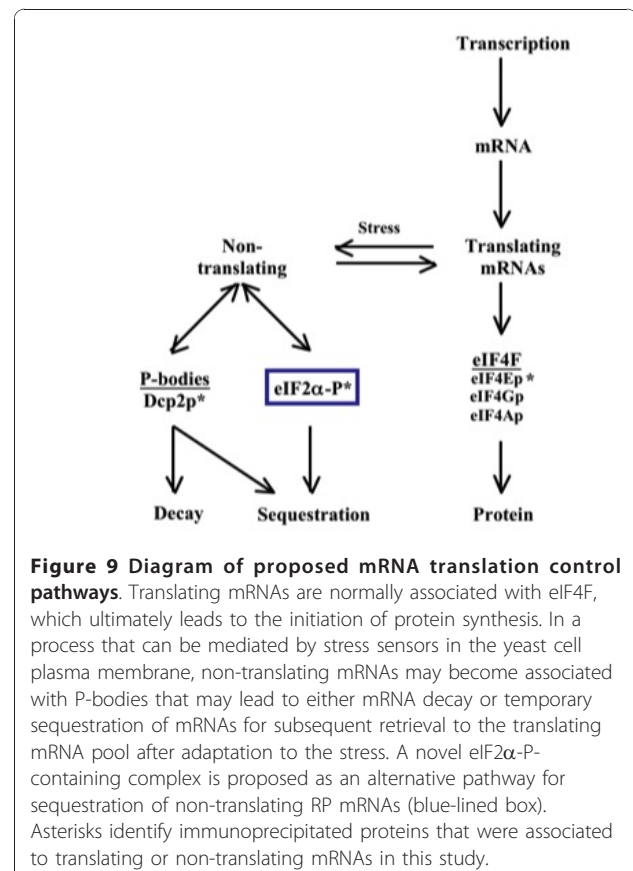 Transcription
mRNA
Stress
Non-
translating
Translating
mRNAs
P-bodies
Dcp2p*
eIF2α-P*
eIF4F
eIF4Ep*
eIF4Gp
eIF4Ap
Decay
Sequestration
Protein
Figure 9 Diagram of proposed mRNA translation control
pathways. Translating mRNAs are normally associated with eIF4F,
which ultimately leads to the initiation of protein synthesis. In a
process that can be mediated by stress sensors in the yeast cell
plasma membrane, non-translating mRNAs may become associated
with P-bodies that may lead to either mRNA decay or temporary
sequestration of mRNAs for subsequent retrieval to the translating
mRNA pool after adaptation to the stress. A novel eIF2α-P-
containing complex is proposed as an alternative pathway for
sequestration of non-translating RP mRNAs (blue-lined box).
Asterisks identify immunoprecipitated proteins that were associated
to translating or non-translating mRNAs in this study.